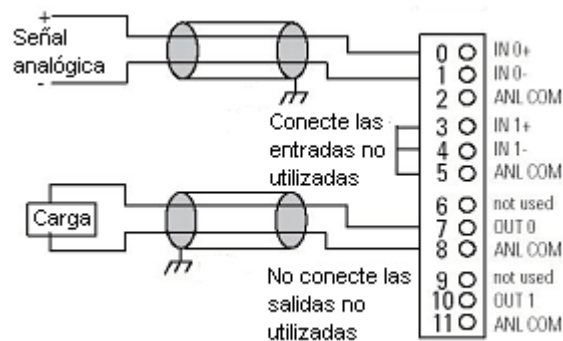 +
Señal
analógica
-
Conecte las
entradas no
utilizadas
Carga
No conecte las
salidas no
utilizadas
0 IN 0+
1 IN 0-
2 ANL COM
3 IN 1+
4 IN 1-
5 ANL COM
6 not used
7 OUT 0
8 ANL COM
9 not used
10 OUT 1
11 ANL COM